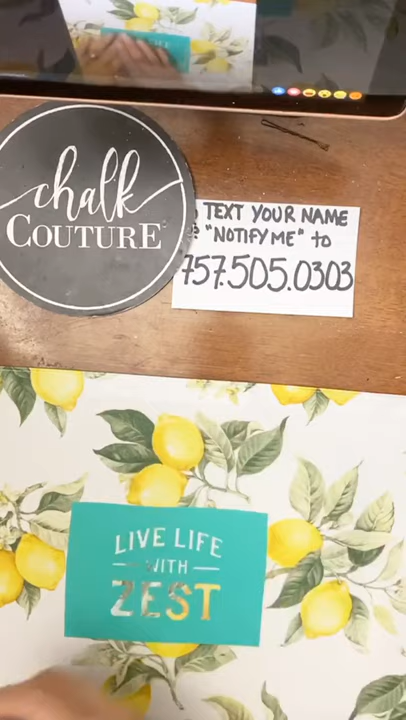 chalk
COUTURE
TEXT YOUR NAME
"NOTIFY ME" to
757.505.0303
LIVE LIFE
WITH
ZEST